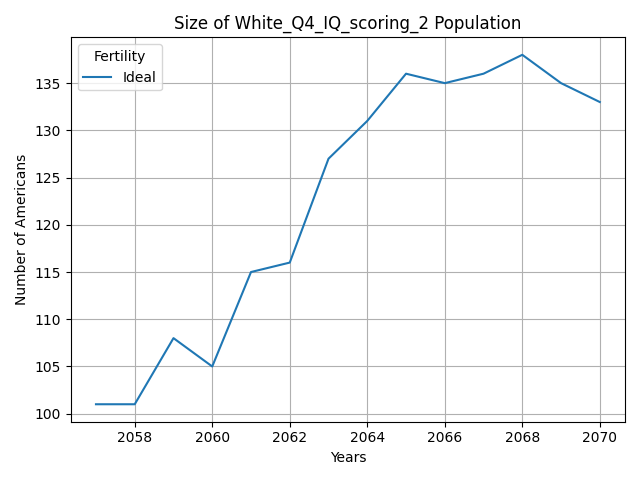 Size of White_Q4_IQ_scoring_2 Population
Fertility
Ideal
Number of Americans
135
130
125
120
115
110
105
100
2058 2060 2062 2064 2066 2068 2070
Years